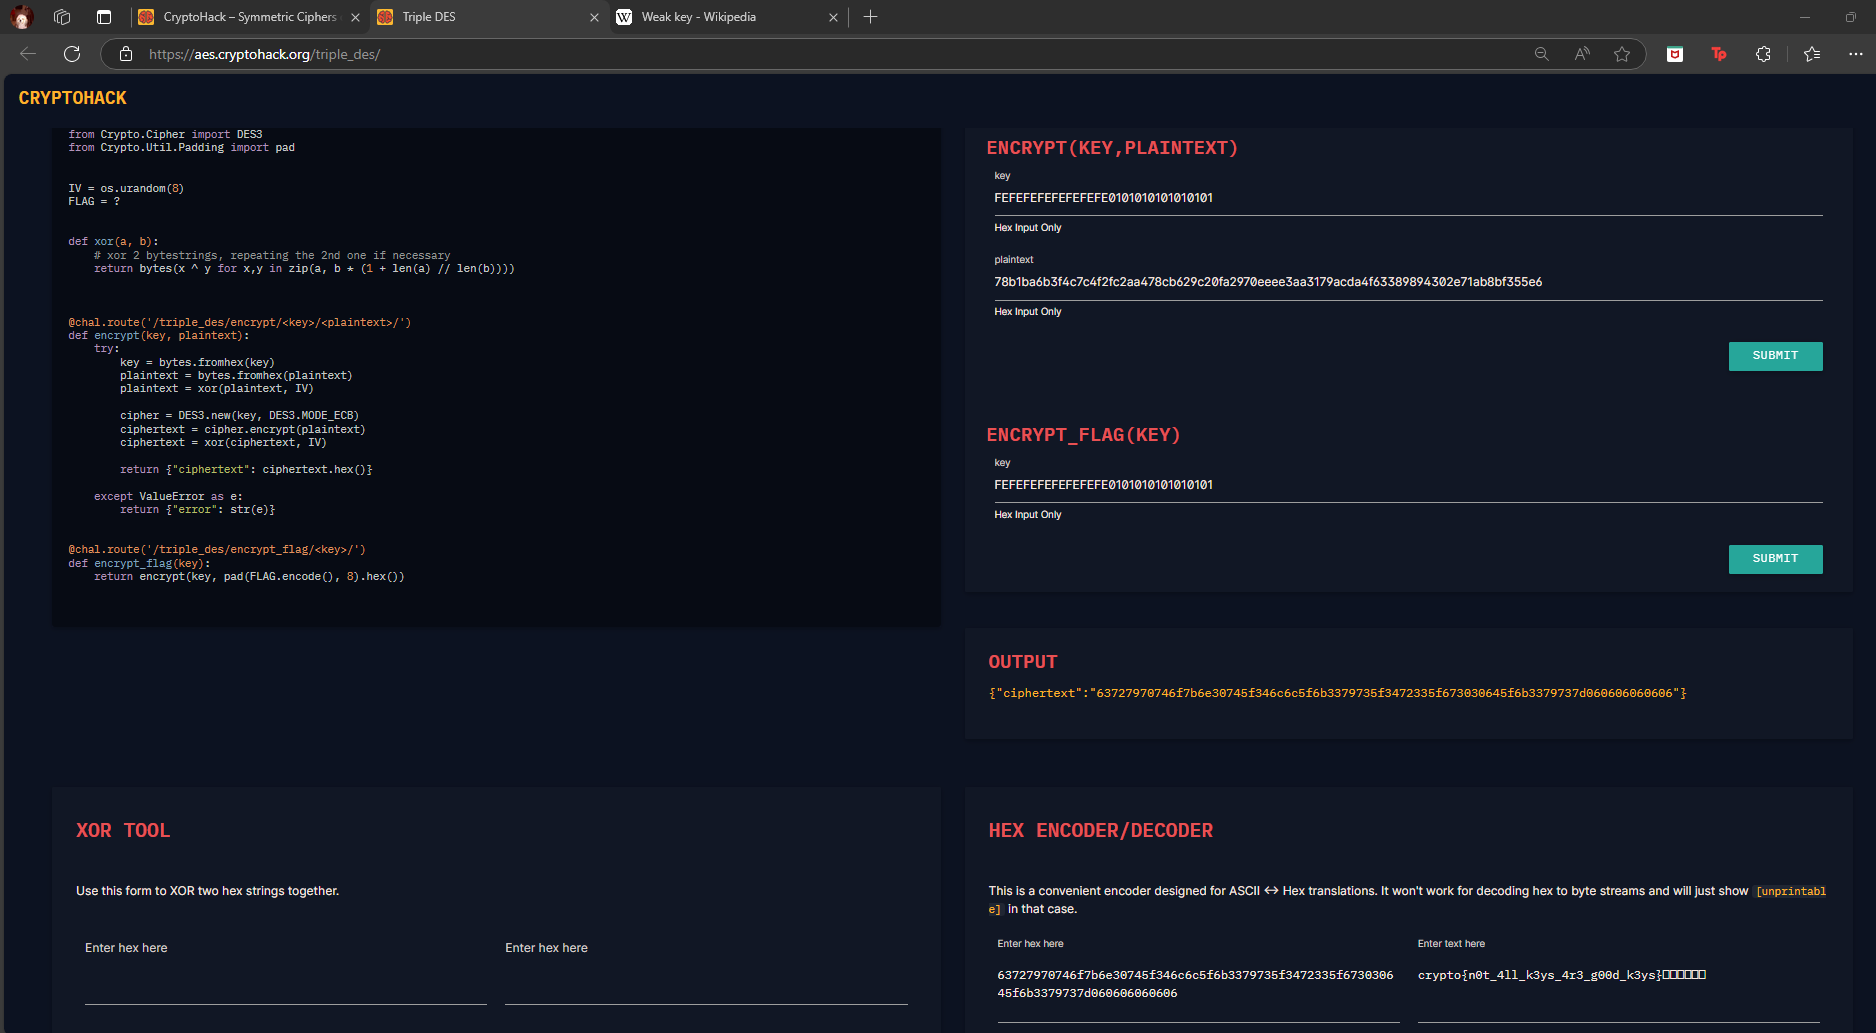 CryptoHack – Symmetric Ciphers
Triple DES
Weak key - Wikipedia
https://aes.cryptohack.org/triple_des/
CRYPTOHACK
from Crypto.Cipher import DES3
from Crypto.Util.Padding import pad
IV = os.urandom(8)
FLAG = ?
def xor(a, b):
# xor 2 bytestrings, repeating the 2nd one if necessary
return bytes(x ^ y for x,y in zip(a, b * (1 + len(a) // len(b))))
@chal.route('/triple_des/encrypt/<key>/<plaintext>/')
def encrypt(key, plaintext):
try:
key = bytes.fromhex(key)
plaintext = bytes.fromhex(plaintext)
plaintext = xor(plaintext, IV)
cipher = DES3.new(key, DES3.MODE_ECB)
ciphertext = cipher.encrypt(plaintext)
ciphertext = xor(ciphertext, IV)
return {"ciphertext": ciphertext.hex()}
except ValueError as e:
return {"error": str(e)}
@chal.route('/triple_des/encrypt_flag/<key>/')
def encrypt_flag(key):
return encrypt(key, pad(FLAG.encode(), 8).hex())
ENCRYPT(KEY,PLAINTEXT)
key
FEFEFEFEFEFEFEFE0101010101010101
Hex Input Only
plaintext
78b1ba6b3f4c7c4f2fc2aa478cb629c20fa2970eeee3aa3179acda4f63389894302e71ab8bf355e6
Hex Input Only
SUBMIT
ENCRYPT_FLAG(KEY)
key
FEFEFEFEFEFEFEFE0101010101010101
Hex Input Only
SUBMIT
OUTPUT
{"ciphertext":"63727970746f7b6e30745f346c6c5f6b3379735f3472335f673030645f6b3379737d060606060606"}
XOR TOOL
Use this form to XOR two hex strings together.
Enter hex here
Enter hex here
HEX ENCODER/DECODER
This is a convenient encoder designed for ASCII ↔ Hex translations. It won't work for decoding hex to byte streams and will just show [unprintabl
e] in that case.
Enter hex here
63727970746f7b6e30745f346c6c5f6b3379735f3472335f6730306
45f6b3379737d060606060606
Enter text here
crypto{n0t_4ll_k3ys_4r3_g00d_k3ys}□□□□□□